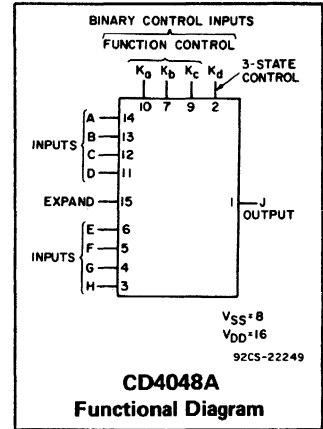 BINARY CONTROL INPUTS
FUNCTION CONTROL
Ka Kb Kc Kd
3-STATE
CONTROL
10 7 9 2
INPUTS
A 14
B 13
C 12
D 11
EXPAND 15
1 J
OUTPUT
INPUTS
E 6
F 5
G 4
H 3
VSS=8
VDD=16
92CS-22249
CD4048A
Functional Diagram